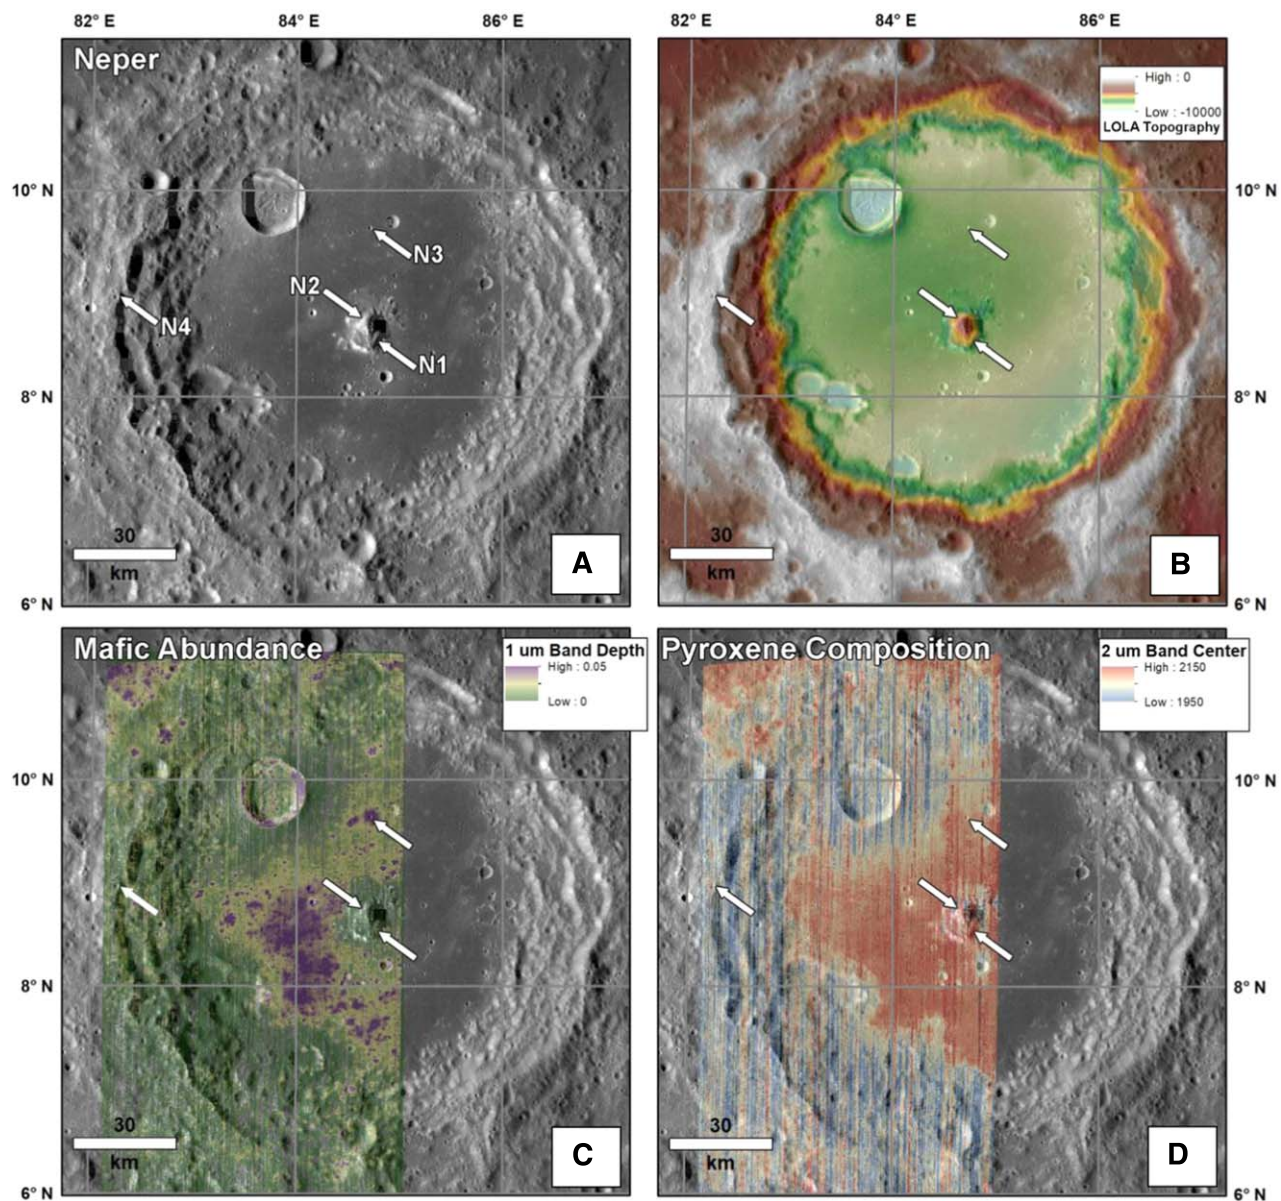 82° E 84° E 86° E 82° E 84° E 86° E
Neper
High : 0
Low : -10000
LOLA Topography
10° N 10° N
N3
N2
N4
N1
8° N 8° N
30
km
A
30
km
B
6° N 6° N
Mafic Abundance
1 um Band Depth
High : 0.05
Low : 0
Pyroxene Composition
2 um Band Center
High : 2150
Low : 1950
10° N 10° N
8° N 8° N
30
km
C
30
km
D
6° N 6° N